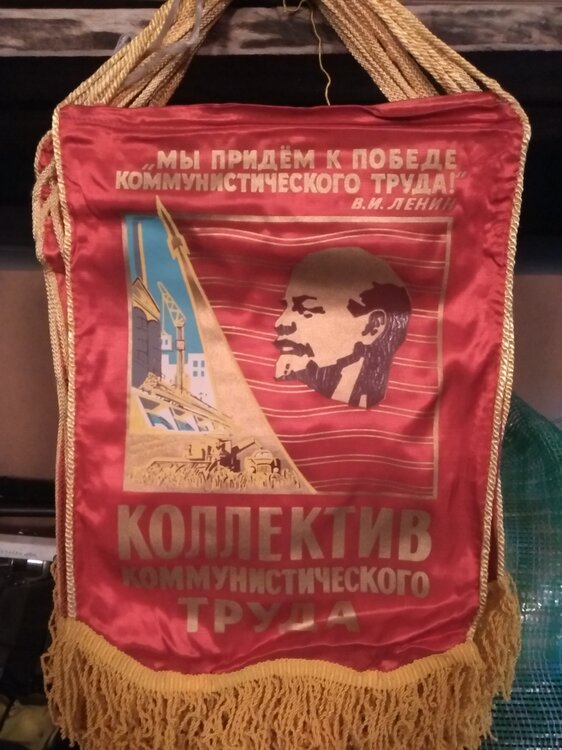 „МЫ ПРИДЁМ К ПОБЕДЕ
КОММУНИСТИЧЕСКОГО ТРУДА!"
В.И. ЛЕНИН
КОЛЛЕКТИВ
КОММУНИСТИЧЕСКОГО
ТРУДА